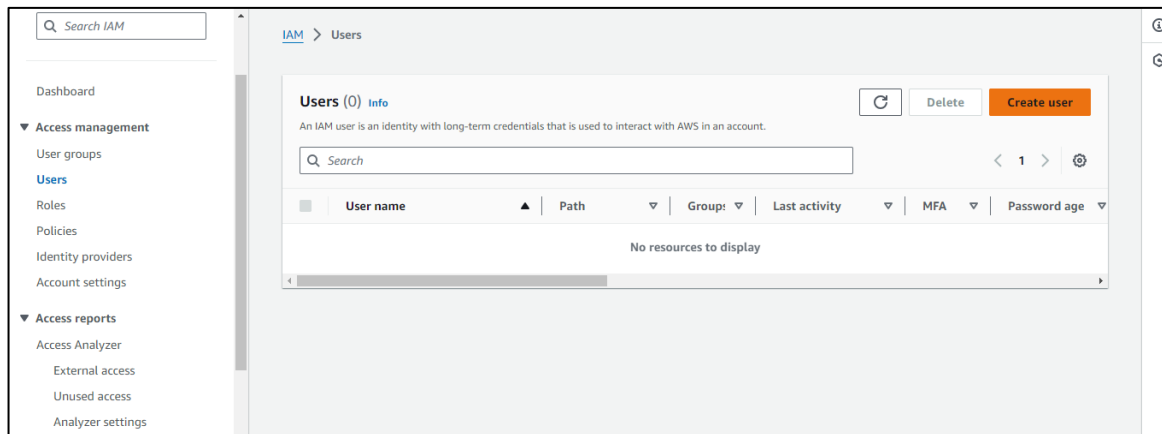 Search IAM
Dashboard
Access management
User groups
Users
Roles
Policies
Identity providers
Account settings
Access reports
Access Analyzer
External access
Unused access
Analyzer settings
IAM > Users
Users (0) Info
Delete
Create user
An IAM user is an identity with long-term credentials that is used to interact with AWS in an account.
Search
< 1 >
User name Path Group: Last activity MFA Password age
No resources to display